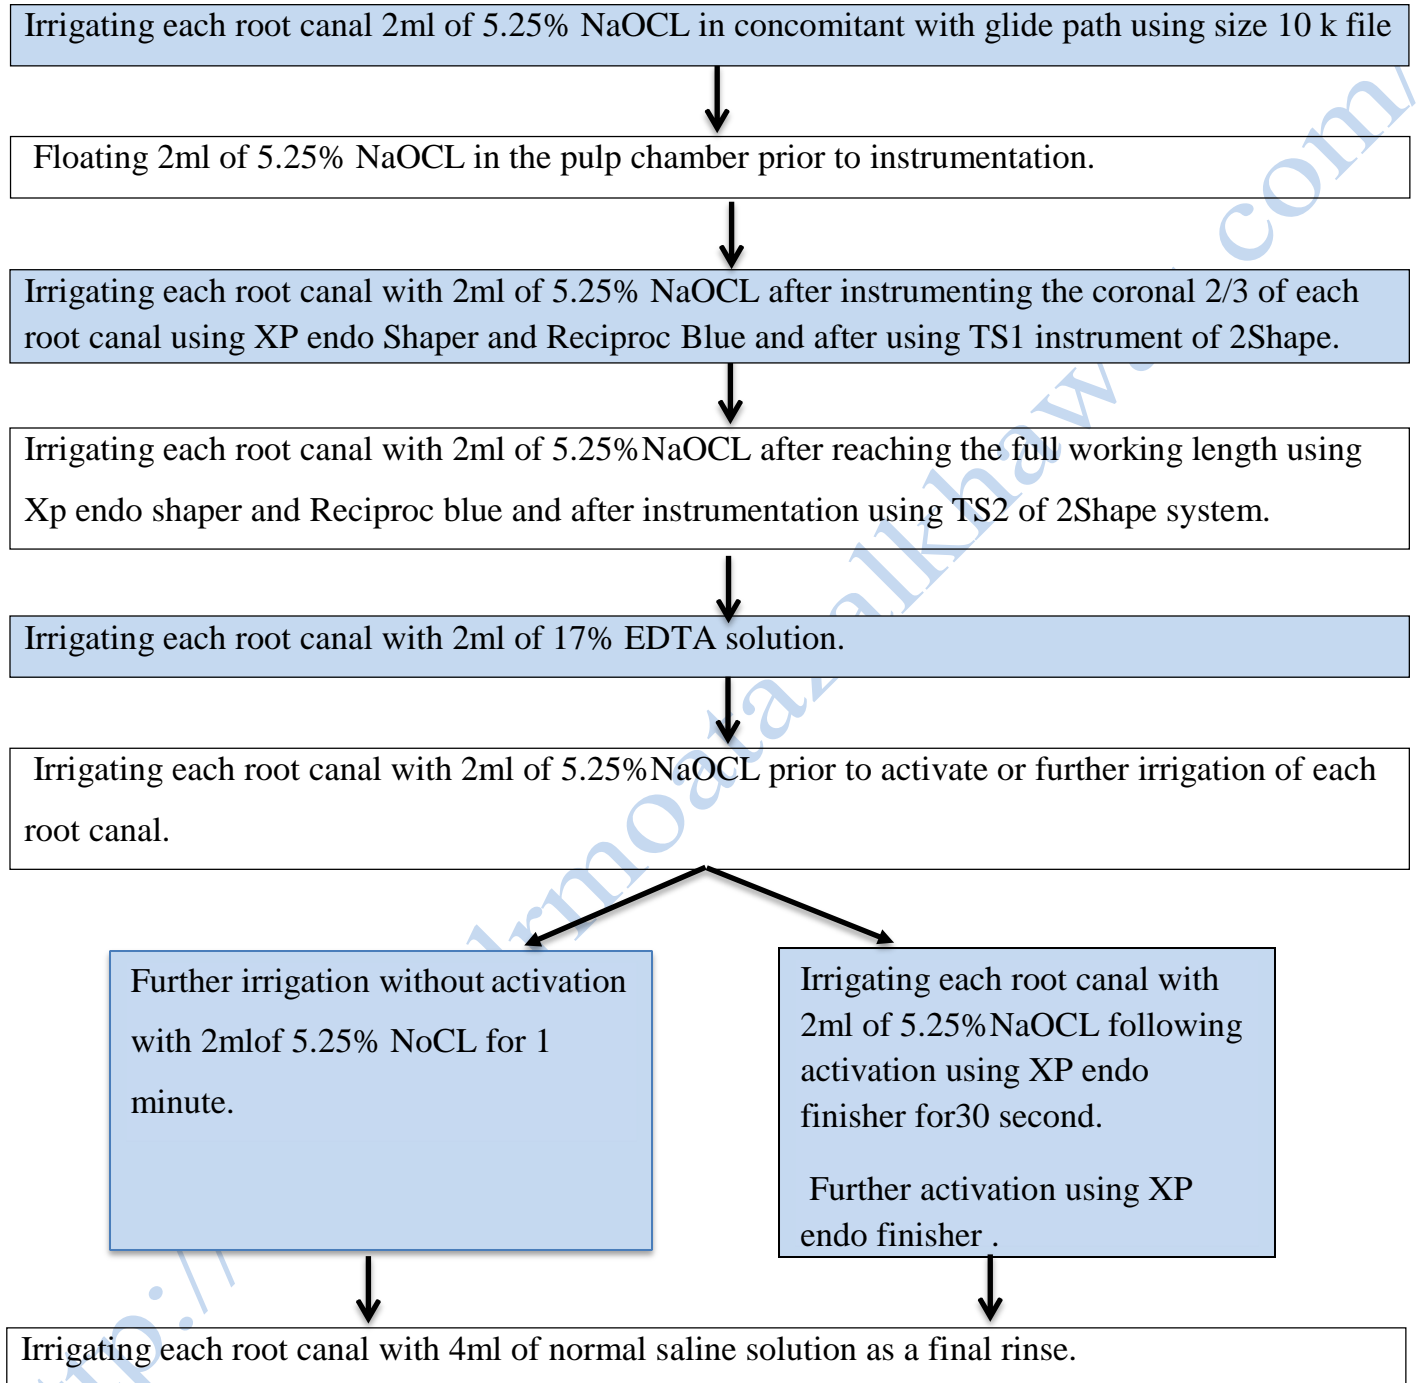 Irrigating each root canal 2ml of 5.25% NaOCL in concomitant with glide path using size 10 k file
Floating 2ml of 5.25% NaOCL in the pulp chamber prior to instrumentation.
Irrigating each root canal with 2ml of 5.25% NaOCL after instrumenting the coronal 2/3 of each
root canal using XP endo Shaper and Reciproc Blue and after using TS1 instrument of 2Shape.
Irrigating each root canal with 2ml of 5.25%NaOCL after reaching the full working length using
Xp endo shaper and Reciproc blue and after instrumentation using TS2 of 2Shape system.
Irrigating each root canal with 2ml of 17% EDTA solution.
Irrigating each root canal with 2ml of 5.25%NaOCL prior to activate or further irrigation of each
root canal.
Further irrigation without activation
with 2mlof 5.25% NoCL for 1
minute.
Irrigating each root canal with
2ml of 5.25%NaOCL following
activation using XP endo
finisher for30 second.
Further activation using XP
endo finisher .
Irrigating each root canal with 4ml of normal saline solution as a final rinse.